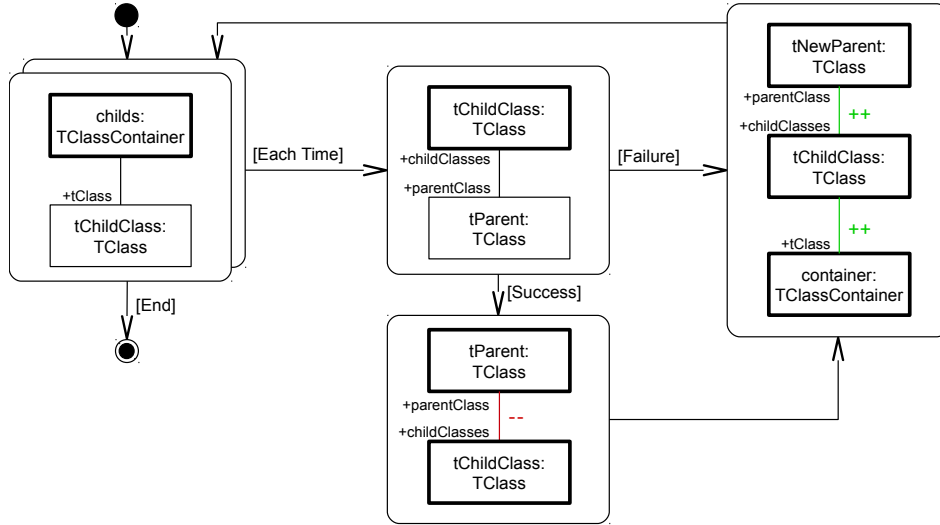 childs:
TClassContainer
+tClass
tChildClass:
TClass
[End]
[Each Time]
tChildClass:
TClass
+childClasses
+parentClass
tParent:
TClass
[Success]
[Failure]
tParent:
TClass
+parentClass
--
+childClasses
tChildClass:
TClass
tNewParent:
TClass
+parentClass
++
+childClasses
tChildClass:
TClass
++
+tClass
container:
TClassContainer